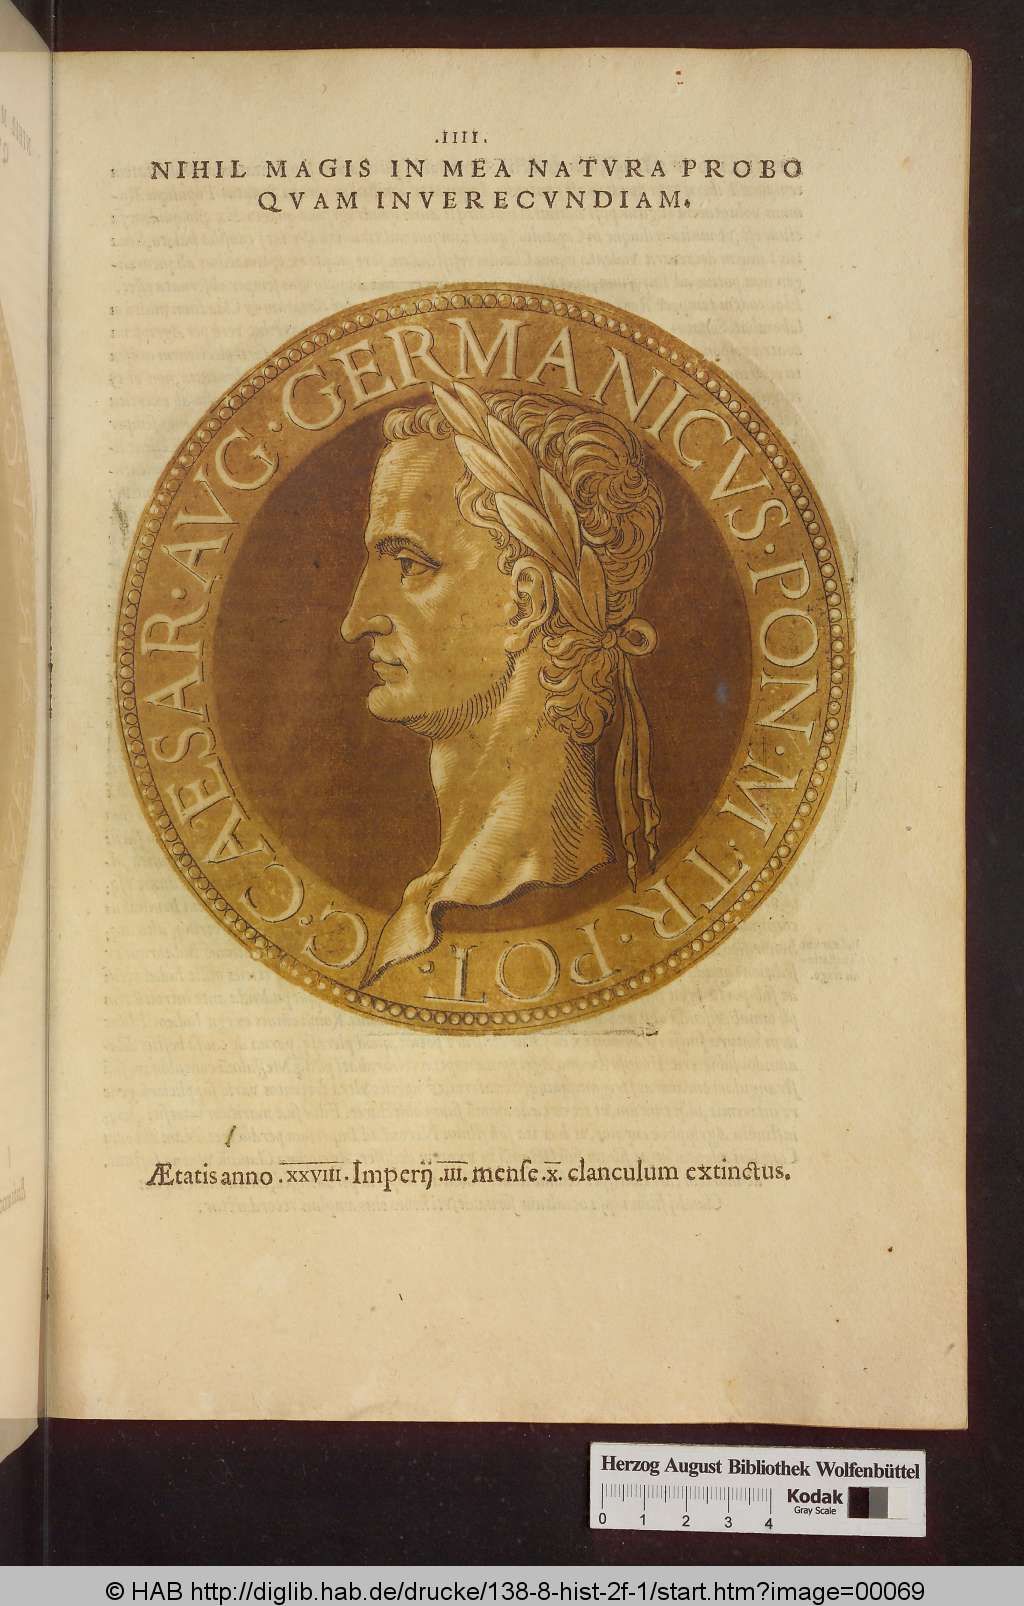 .IIII.
NIHIL MAGIS IN MEA NATVRA PROBO
QVAM INVERECVNDIAM.
C. CAESAR. AVG. GERMANICVS. PON. M. TR. POT.
Ætatis anno .xxviii. Imperij .iii. menſe .x. clanculum extinctus.
Herzog August Bibliothek Wolfenbüttel
0 1 2 3 4
Kodak
Gray Scale
© HAB http://diglib.hab.de/drucke/138-8-hist-2f-1/start.htm?image=00069